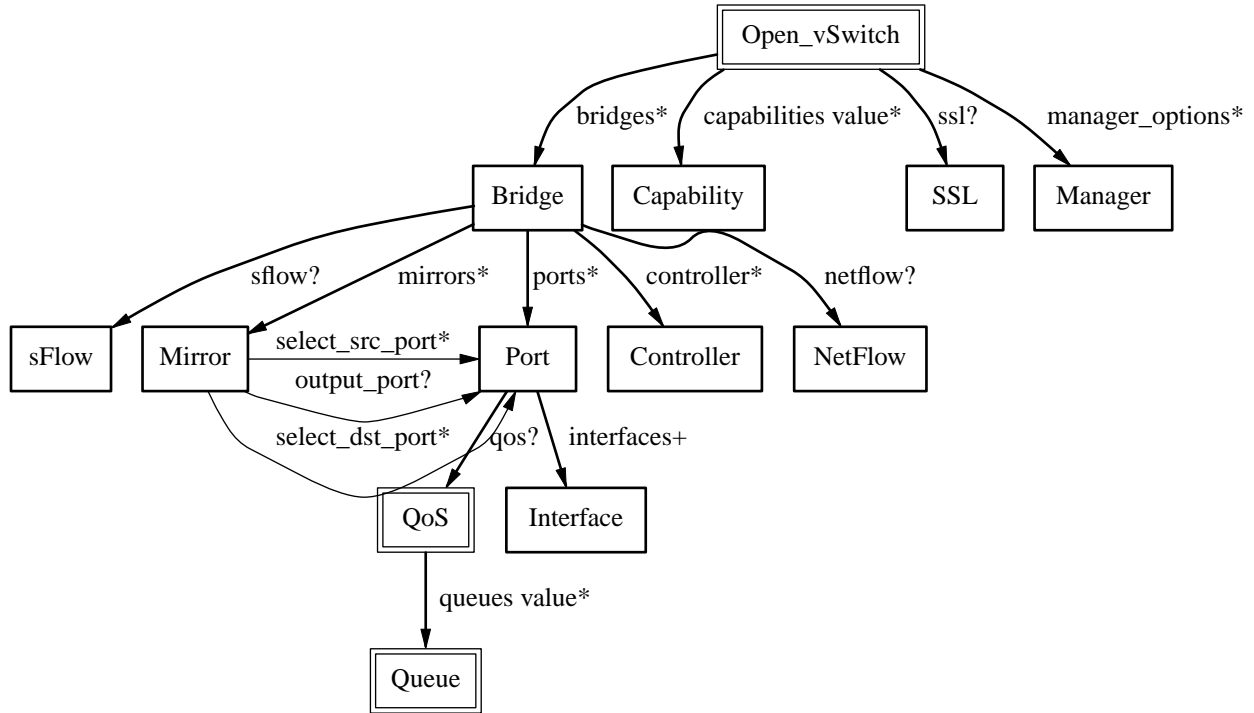 Open_vSwitch
bridges*
capabilities value*
ssl?
manager_options*
Bridge
Capability
SSL
Manager
sflow?
mirrors*
ports*
controller*
netflow?
sFlow
Mirror
select_src_port*
Port
Controller
NetFlow
output_port?
select_dst_port*
qos?
interfaces+
QoS
Interface
queues value*
Queue